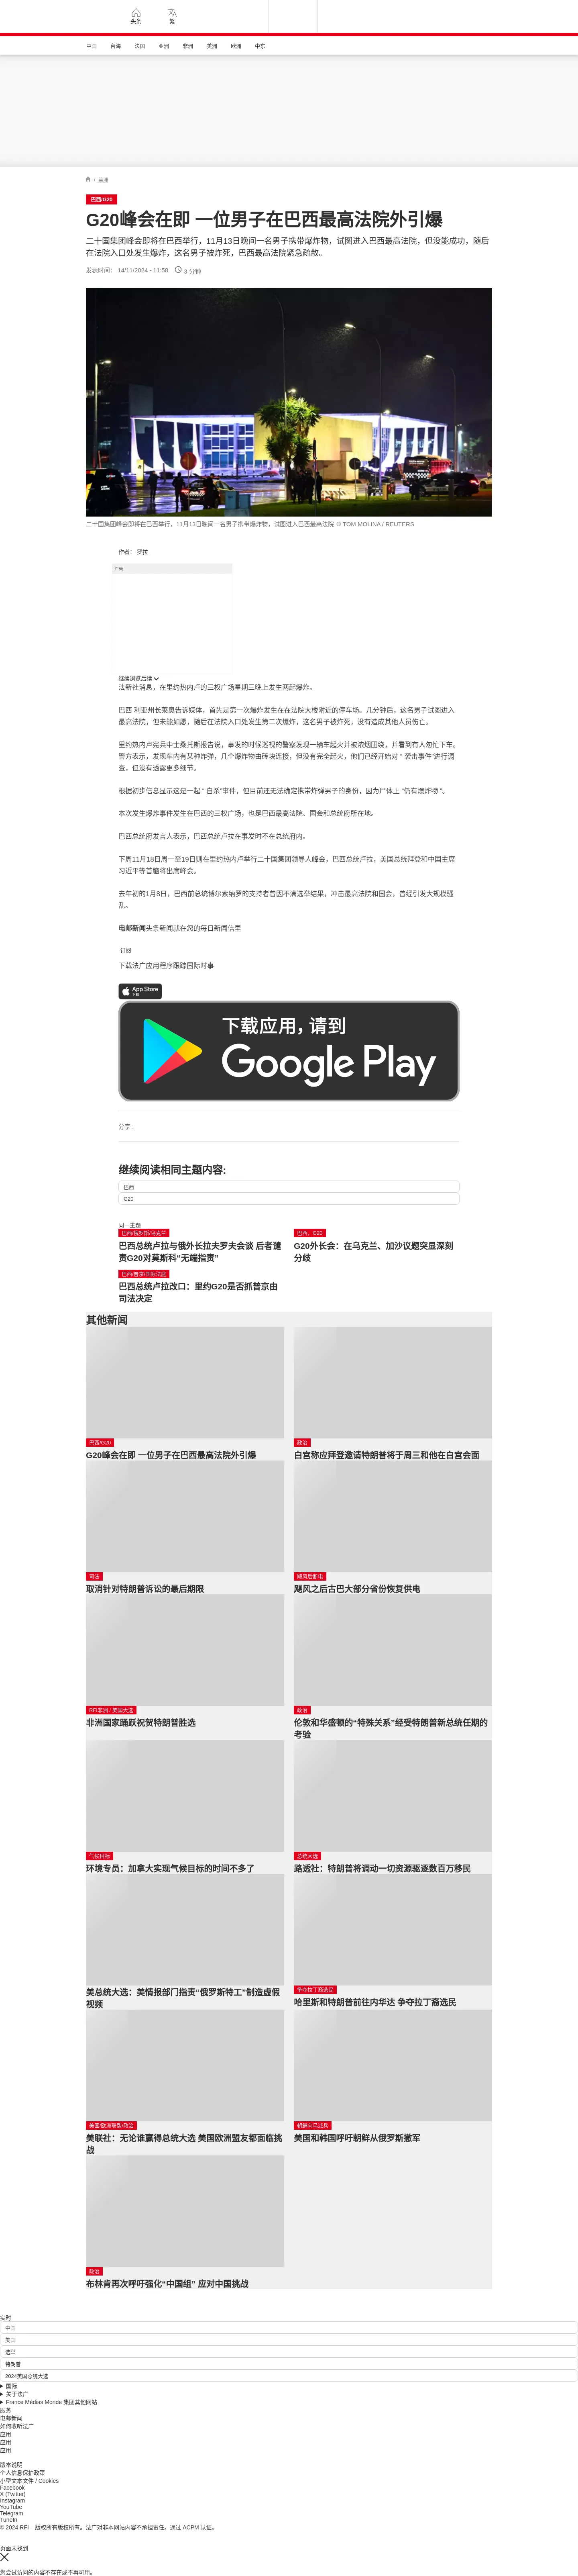 头条
繁
中国
台海
法国
亚洲
非洲
美洲
欧洲
中东
/ 美洲
巴西/G20
G20峰会在即 一位男子在巴西最高法院外引爆
二十国集团峰会即将在巴西举行，11月13日晚间一名男子携带爆炸物，试图进入巴西最高法院，但没能成功，随后
在法院入口处发生爆炸，这名男子被炸死，巴西最高法院紧急疏散。
发表时间： 14/11/2024 - 11:58
3 分钟
二十国集团峰会即将在巴西举行，11月13日晚间一名男子携带爆炸物，试图进入巴西最高法院 © TOM MOLINA / REUTERS
作者： 罗拉
广告
继续浏览后续
法新社消息，在里约热内卢的三权广场星期三晚上发生两起爆炸。
巴西 利亚州长莱奥告诉媒体，首先是第一次爆炸发生在在法院大楼附近的停车场。几分钟后，这名男子试图进入
最高法院，但未能如愿，随后在法院入口处发生第二次爆炸，这名男子被炸死，没有造成其他人员伤亡。
里约热内卢宪兵中士桑托斯报告说，事发的时候巡视的警察发现一辆车起火并被浓烟围绕，并看到有人匆忙下车。
警方表示，发现车内有某种炸弹，几个爆炸物由砖块连接，但没有完全起火，他们已经开始对 “ 袭击事件”进行调
查，但没有透露更多细节。
根据初步信息显示这是一起 “ 自杀”事件，但目前还无法确定携带炸弹男子的身份，因为尸体上 “仍有爆炸物 ”。
本次发生爆炸事件发生在巴西的三权广场，也是巴西最高法院、国会和总统府所在地。
巴西总统府发言人表示，巴西总统卢拉在事发时不在总统府内。
下周11月18日周一至19日则在里约热内卢举行二十国集团领导人峰会，巴西总统卢拉，美国总统拜登和中国主席
习近平等首脑将出席峰会。
去年初的1月8日，巴西前总统博尔索纳罗的支持者曾因不满选举结果，冲击最高法院和国会，曾经引发大规模骚
乱。
电邮新闻头条新闻就在您的每日新闻信里
订阅
下载法广应用程序跟踪国际时事
App Store
下载
下载应用，请到
Google Play
分享 :
继续阅读相同主题内容:
巴西
G20
同一主题
巴西/俄罗斯/乌克兰
巴西总统卢拉与俄外长拉夫罗夫会谈 后者谴
责G20对莫斯科“无端指责”
巴西、G20
G20外长会：在乌克兰、加沙议题突显深刻
分歧
巴西/普京/国际法庭
巴西总统卢拉改口：里约G20是否抓普京由
司法决定
其他新闻
巴西/G20
G20峰会在即 一位男子在巴西最高法院外引爆
政治
白宫称应拜登邀请特朗普将于周三和他在白宫会面
司法
取消针对特朗普诉讼的最后期限
飓风后断电
飓风之后古巴大部分省份恢复供电
RFI非洲 / 美国大选
非洲国家踊跃祝贺特朗普胜选
政治
伦敦和华盛顿的“特殊关系”经受特朗普新总统任期的
考验
气候目标
环境专员：加拿大实现气候目标的时间不多了
总统大选
路透社：特朗普将调动一切资源驱逐数百万移民
美总统大选：美情报部门指责“俄罗斯特工”制造虚假
视频
争夺拉丁裔选民
哈里斯和特朗普前往内华达 争夺拉丁裔选民
美国/欧洲联盟/政治
美联社：无论谁赢得总统大选 美国欧洲盟友都面临挑
战
朝鲜向乌派兵
美国和韩国呼吁朝鲜从俄罗斯撤军
政治
布林肯再次呼吁强化“中国组” 应对中国挑战
实时
中国
美国
选举
特朗普
2024美国总统大选
国际
关于法广
France Médias Monde 集团其他网站
服务
电邮新闻
如何收听法广
应用
应用
应用
版本说明
个人信息保护政策
小型文本文件 / Cookies
Facebook
X (Twitter)
Instagram
YouTube
Telegram
TuneIn
© 2024 RFI – 版权所有版权所有。法广对非本网站内容不承担责任。通过 ACPM 认证。
页面未找到
您尝试访问的内容不存在或不再可用。